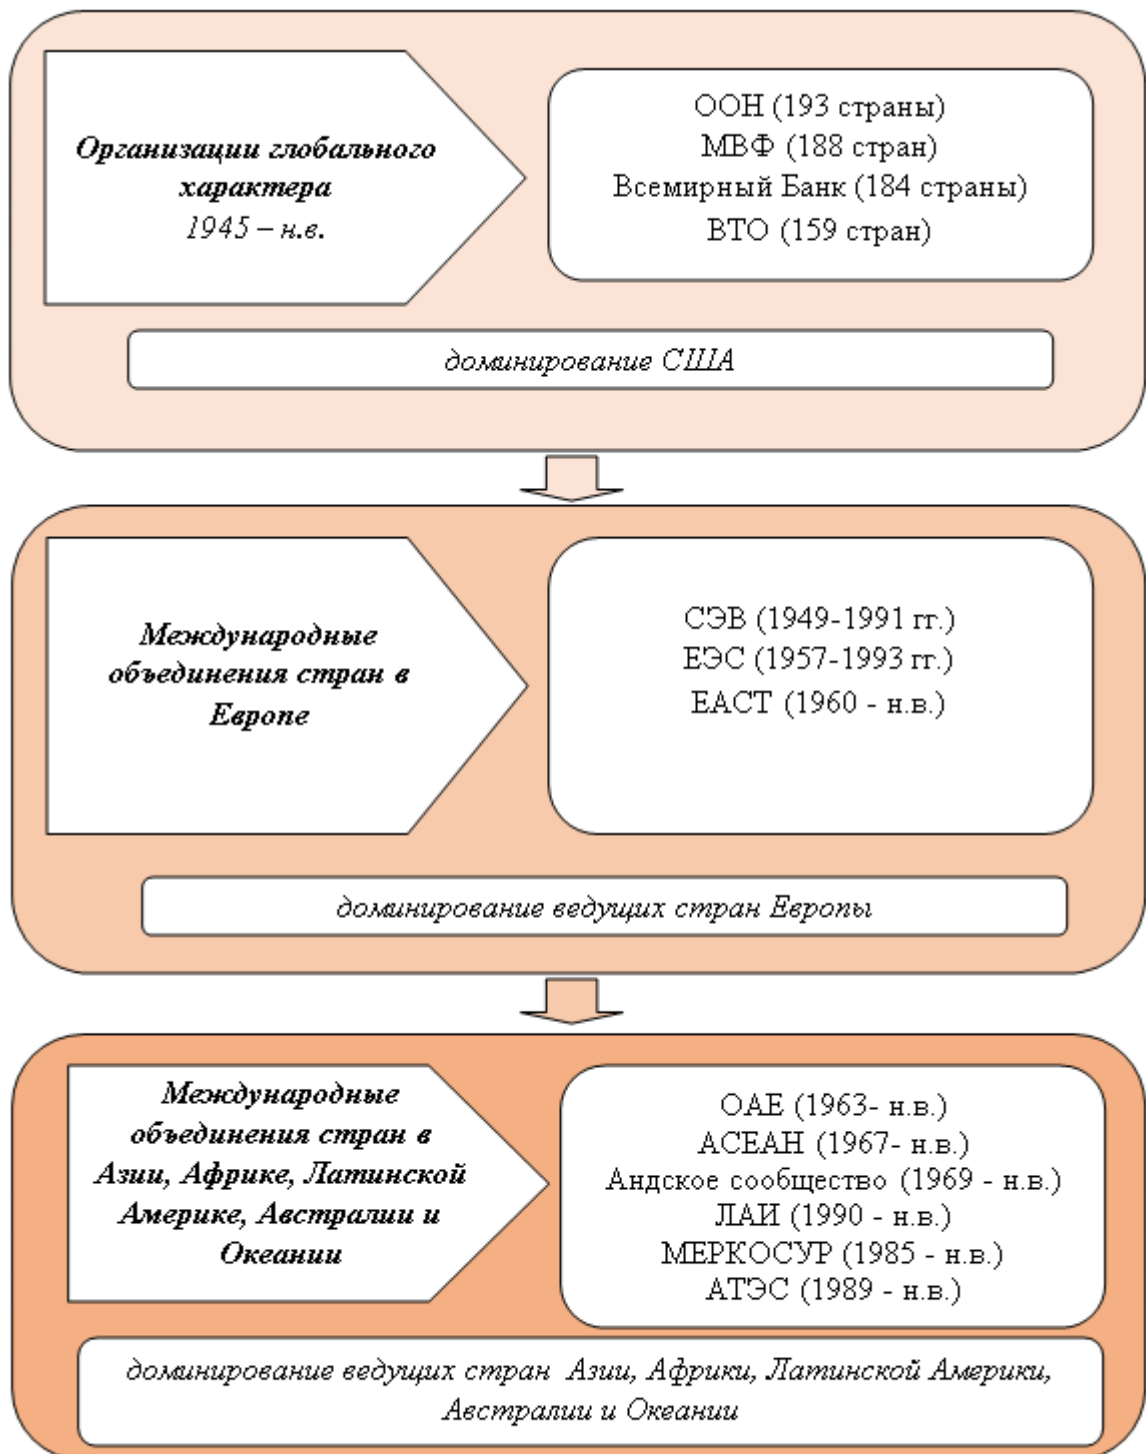 Организации глобального
характера
1945 – н.в.
ООН (193 страны)
МВФ (188 стран)
Всемирный Банк (184 страны)
ВТО (159 стран)
доминирование США
Международные
объединения стран в
Европе
СЭВ (1949-1991 гг.)
ЕЭС (1957-1993 гг.)
ЕАСТ (1960 - н.в.)
доминирование ведущих стран Европы
Международные
объединения стран в
Азии, Африке, Латинской
Америке, Австралии и
Океании
ОАЕ (1963- н.в.)
АСЕАН (1967- н.в.)
Андское сообщество (1969 - н.в.)
ЛАИ (1990 - н.в.)
МЕРКОСУР (1985 - н.в.)
АТЭС (1989 - н.в.)
доминирование ведущих стран Азии, Африки, Латинской Америки,
Австралии и Океании